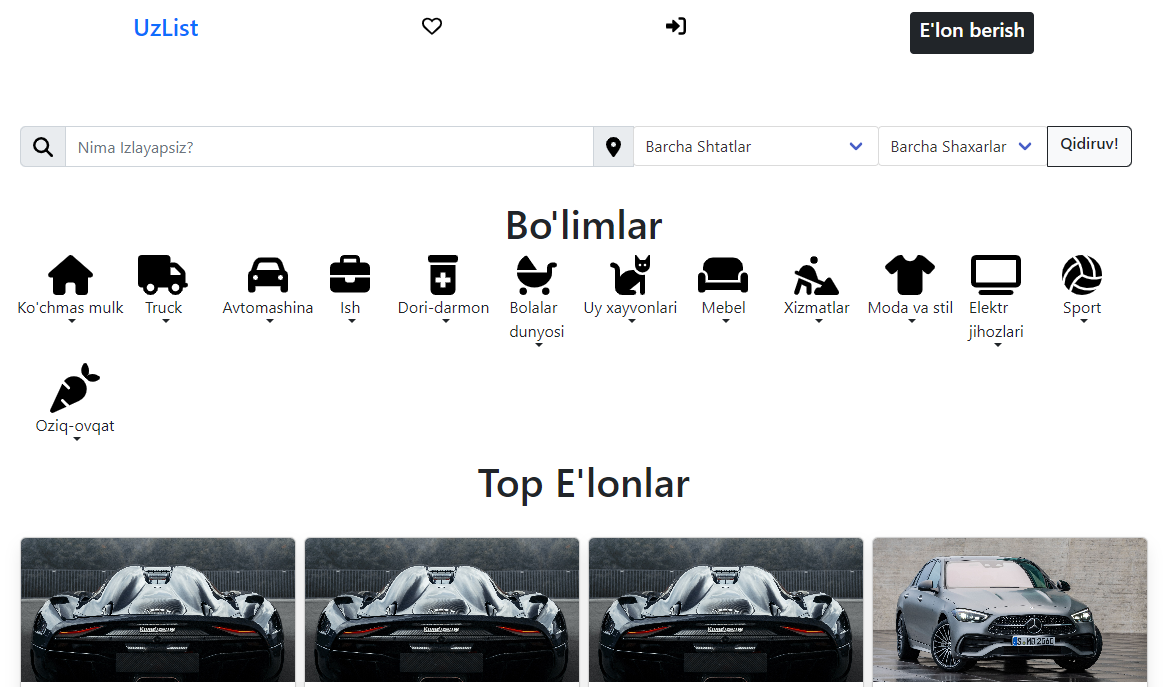 UzList
E'lon berish
Nima Izlayapsiz?
Barcha Shtatlar
Barcha Shaxarlar
Qidiruv!
Bo'limlar
Ko'chmas mulk
Truck
Avtomashina
Ish
Dori-darmon
Bolalar
dunyosi
Uy xayvonlari
Mebel
Xizmatlar
Moda va stil
Elektr
jihozlari
Sport
Oziq-ovqat
Top E'lonlar